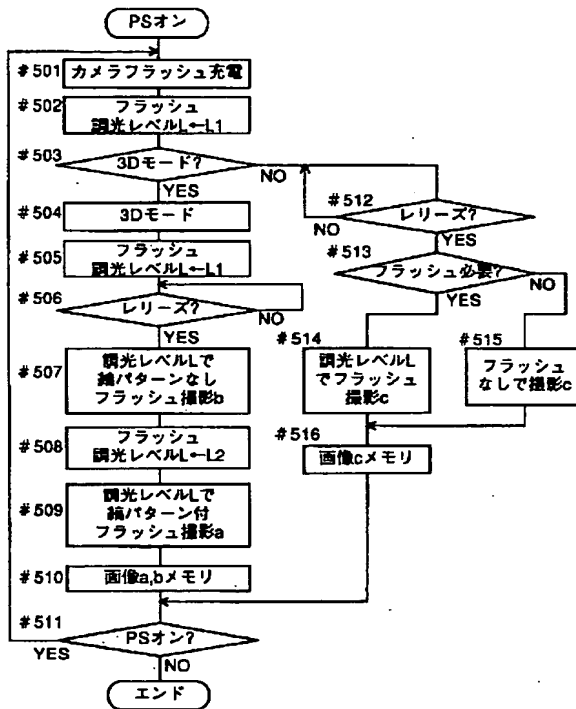 PSオン
#501
カメラフラッシュ充電
#502
フラッシュ
調光レベルL←L1
#503
3Dモード?
NO
YES
#504
3Dモード
#505
フラッシュ
調光レベルL←L1
#506
レリーズ?
NO
YES
#507
調光レベルLで
縞パターンなし
フラッシュ撮影b
#508
フラッシュ
調光レベルL←L2
#509
調光レベルLで
縞パターン付
フラッシュ撮影a
#510
画像a,bメモリ
#511
PSオン?
YES
NO
エンド
#512
レリーズ?
NO
YES
#513
フラッシュ必要?
NO
YES
#514
調光レベルL
でフラッシュ
撮影c
#515
フラッシュ
なしで撮影c
#516
画像cメモリ